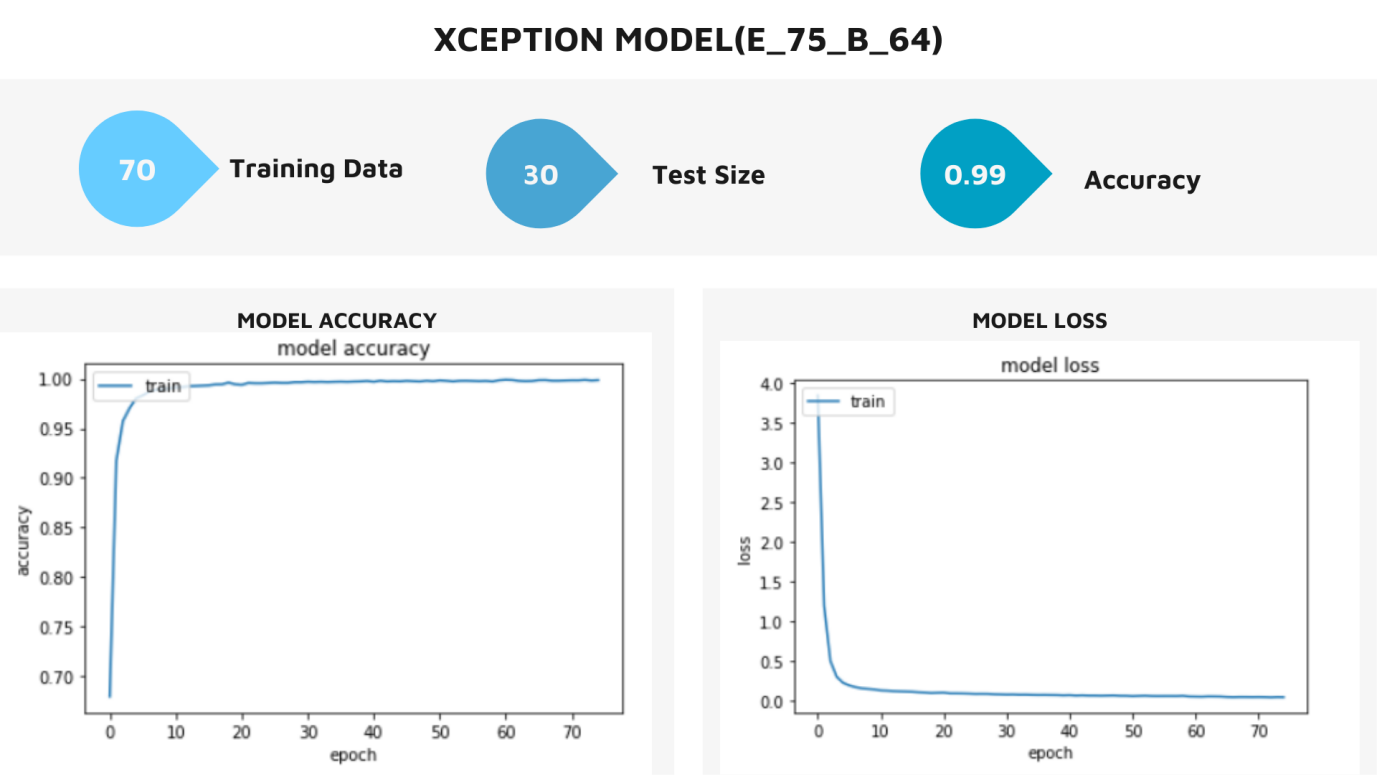 XCEPTION MODEL(E_75_B_64)
70 Training Data
30 Test Size
0.99 Accuracy
MODEL ACCURACY
model accuracy
train
1.00
0.95
0.90
0.85
0.80
0.75
0.70
accuracy
0 10 20 30 40 50 60 70
epoch
MODEL LOSS
model loss
train
4.0
3.5
3.0
2.5
2.0
1.5
1.0
0.5
0.0
loss
0 10 20 30 40 50 60 70
epoch